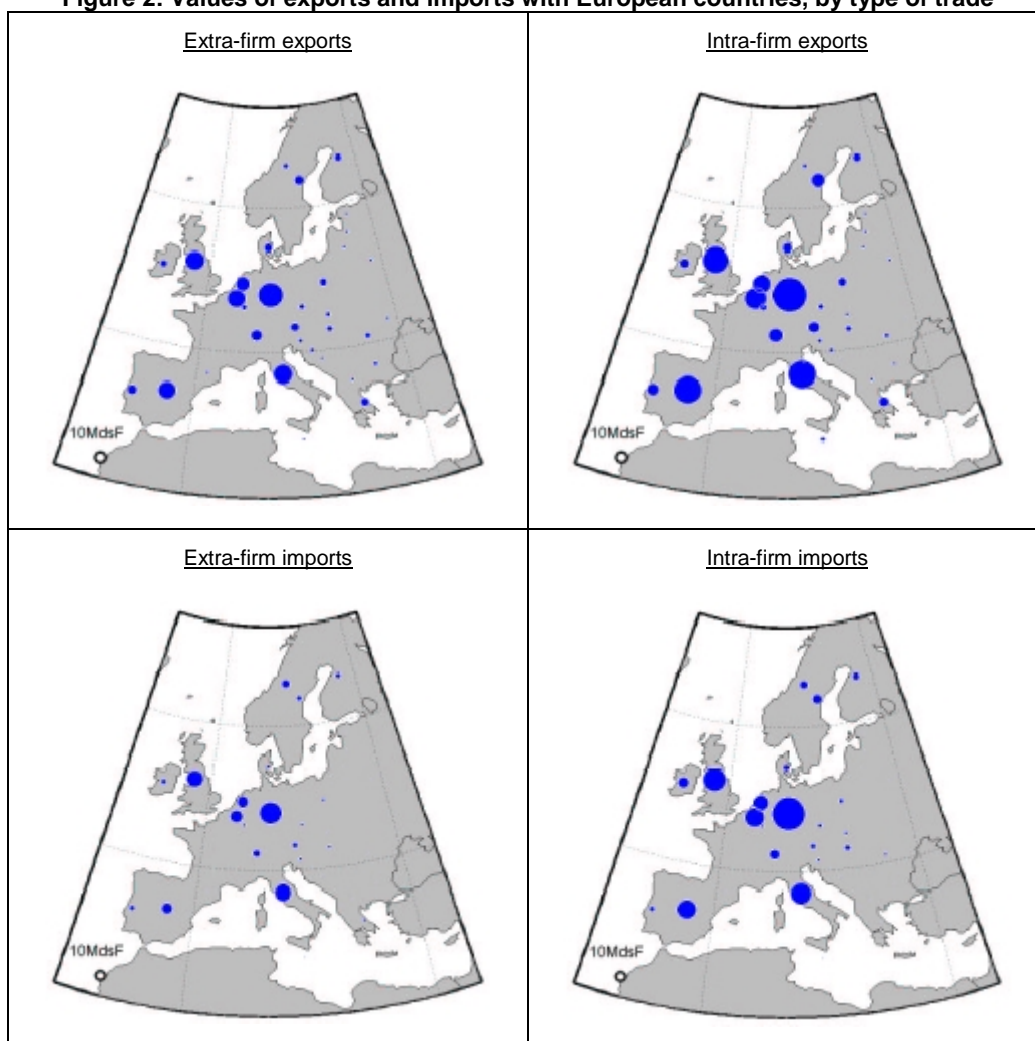 Figure 2: Values of exports and imports with European countries, by type of trade
Extra-firm exports
Intra-firm exports
10MdsF
10MdsF
Extra-firm imports
Intra-firm imports
10MdsF
10MdsF